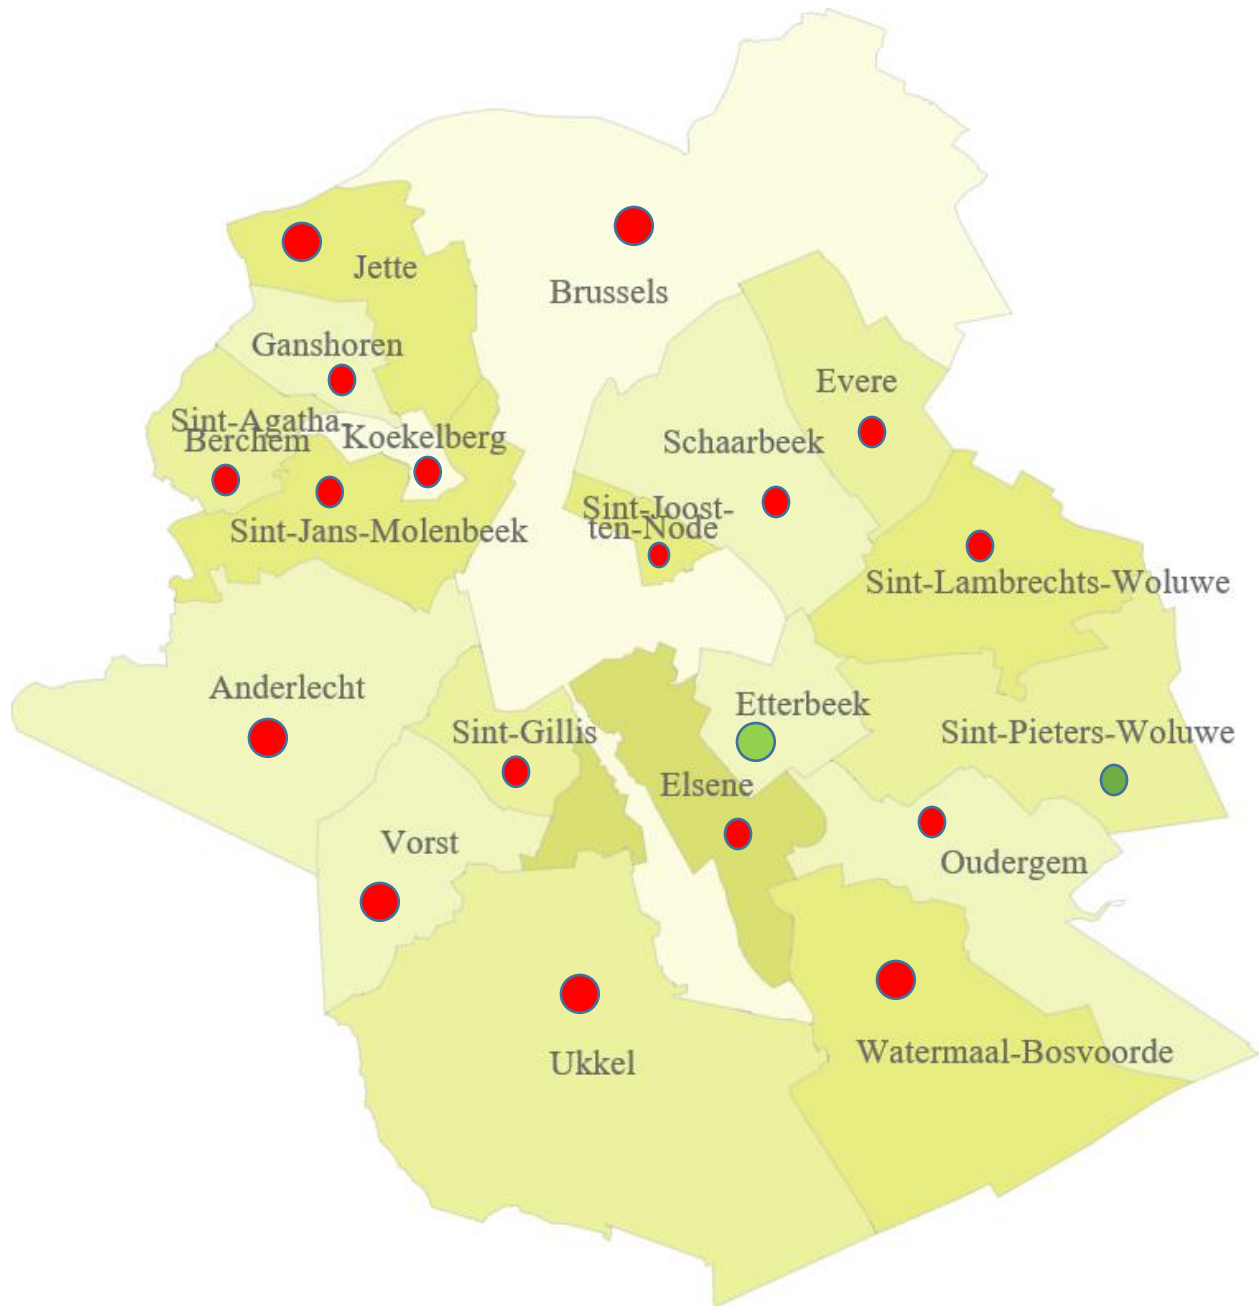 Jette
Brussels
Ganshoren
Evere
Sint-Agatha-
Berchem
Koekelberg
Schaarbeek
Sint-Joost-
ten-Node
Sint-Jans-Molenbeek
Sint-Lambrechts-Woluwe
Anderlecht
Etterbeek
Sint-Gillis
Sint-Pieters-Woluwe
Elsene
Vorst
Oudergem
Ukkel
Watermaal-Bosvoorde